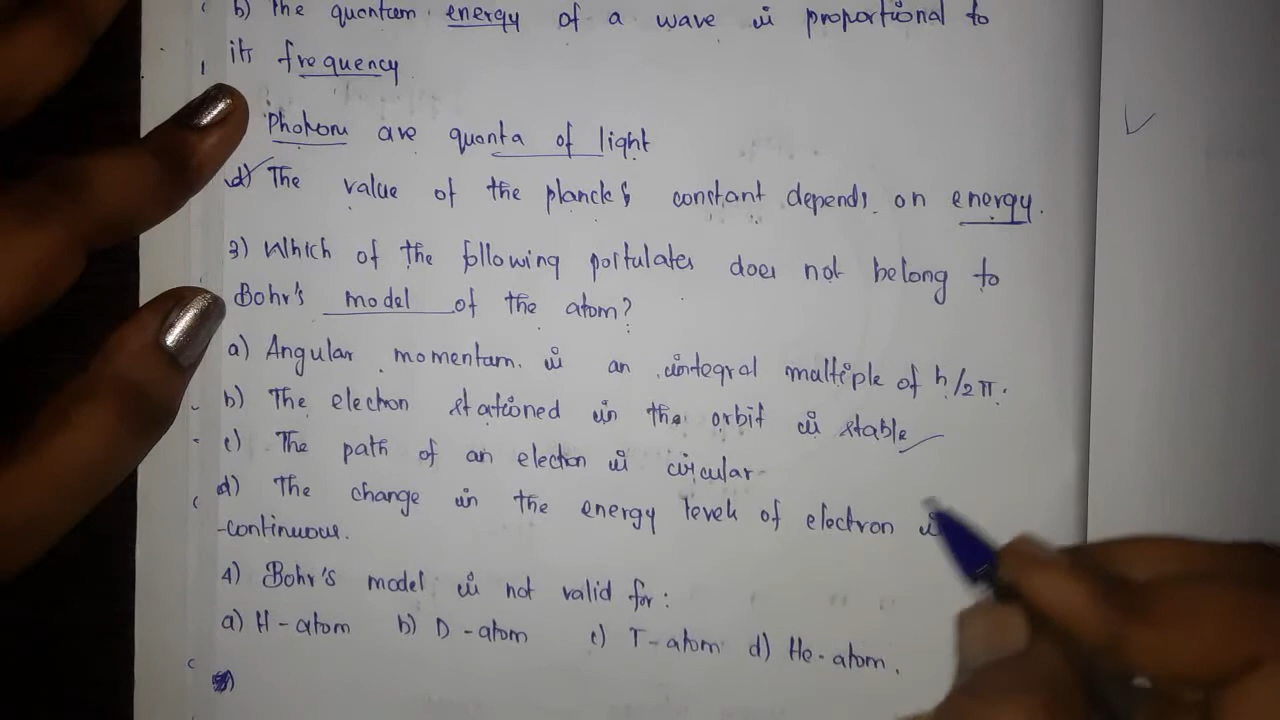 b) The quantum energy of a wave is proportional to
its frequency
Photons are quanta of light
d) The value of the planck's constant depends on energy.
3) Which of the following postulates does not belong to
Bohr's model of the atom?
a) Angular momentum is an integral multiple of h/2π.
b) The electron stationed in the orbit is stable
c) The path of an electron is circular
d) The change in the energy levels of electron is
-continuous.
4) Bohr's model is not valid for:
a) H-atom b) D-atom c) T-atom d) He-atom.